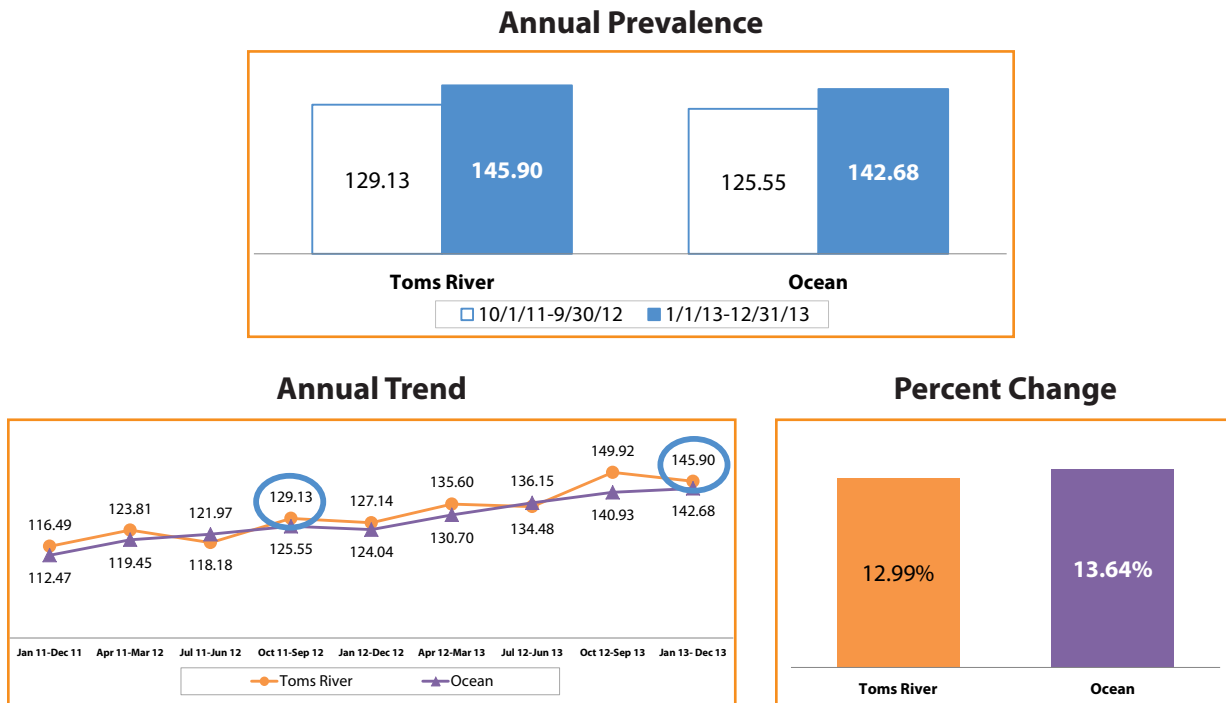 Annual Prevalence
129.13
145.90
125.55
142.68
Toms River
Ocean
10/1/11-9/30/12 1/1/13-12/31/13
Annual Trend
116.49 123.81 121.97 129.13 127.14 135.60 136.15 149.92 145.90
112.47 119.45 118.18 125.55 124.04 130.70 134.48 140.93 142.68
Jan 11-Dec 11 Apr 11-Mar 12 Jul 11-Jun 12 Oct 11-Sep 12 Jan 12-Dec 12 Apr 12-Mar 13 Jul 12-Jun 13 Oct 12-Sep 13 Jan 13- Dec 13
Toms River Ocean
Percent Change
12.99%
13.64%
Toms River
Ocean